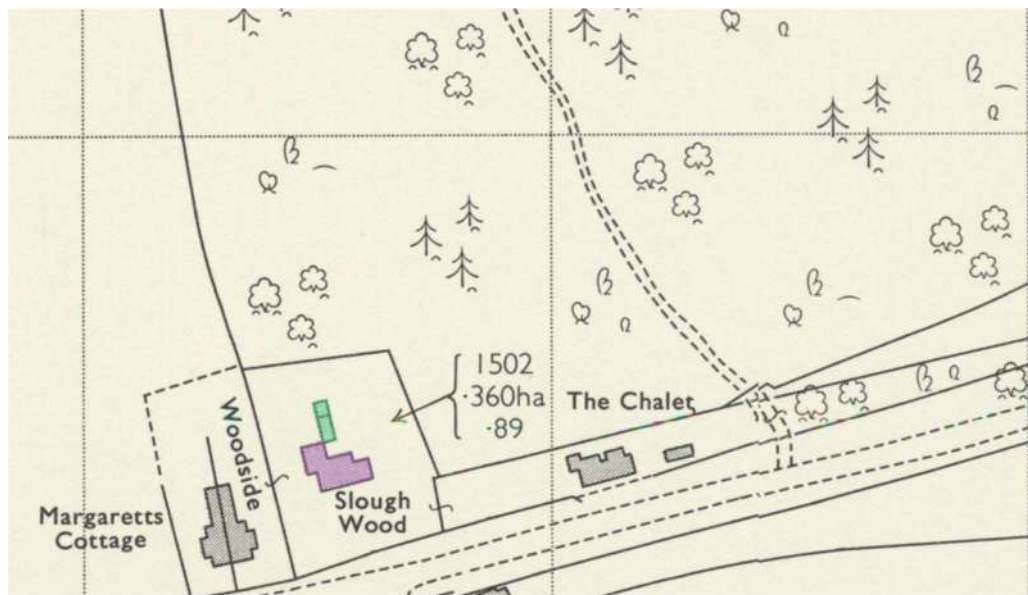 1502
·360ha
·89
The Chalet
Woodside
Slough
Wood
Margaretts
Cottage